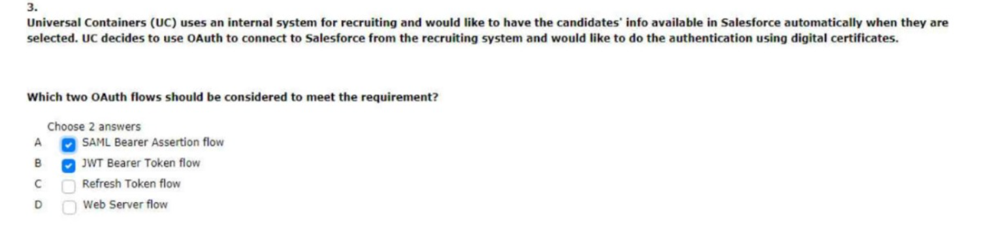 3.
Universal Containers (UC) uses an internal system for recruiting and would like to have the candidates' info available in Salesforce automatically when they are
selected. UC decides to use OAuth to connect to Salesforce from the recruiting system and would like to do the authentication using digital certificates.
Which two OAuth flows should be considered to meet the requirement?
Choose 2 answers
A SAML Bearer Assertion flow
B JWT Bearer Token flow
C Refresh Token flow
D Web Server flow